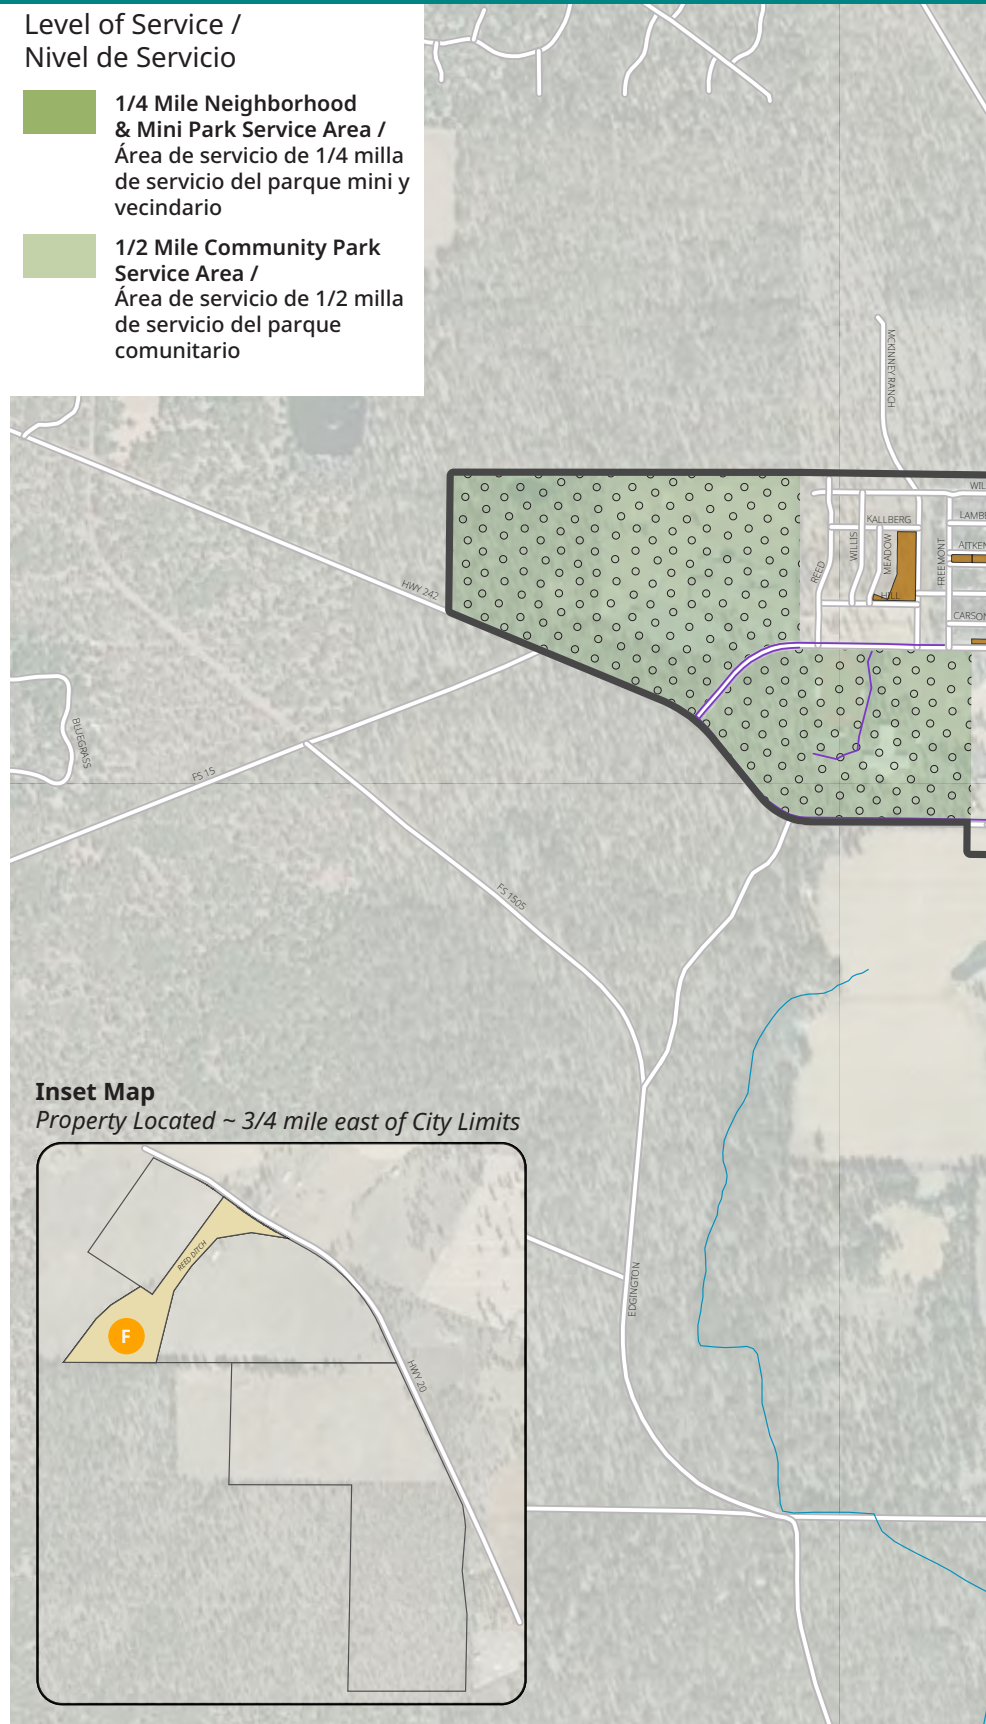 Level of Service /
Nivel de Servicio
1/4 Mile Neighborhood
& Mini Park Service Area /
Área de servicio de 1/4 milla
de servicio del parque mini y
vecindario
1/2 Mile Community Park
Service Area /
Área de servicio de 1/2 milla
de servicio del parque
comunitario
MCKINNEY RANCH
WIL
KALLBERG
LAMBE
WILLIS
MEADOW
FREEMONT
AITKEN
REED
HILL
CARSON
HWY 242
BLUEGRASS
FS 15
FS 1505
EDGINGTON
Inset Map
Property Located ~ 3/4 mile east of City Limits
REED DITCH
F
HWY 20